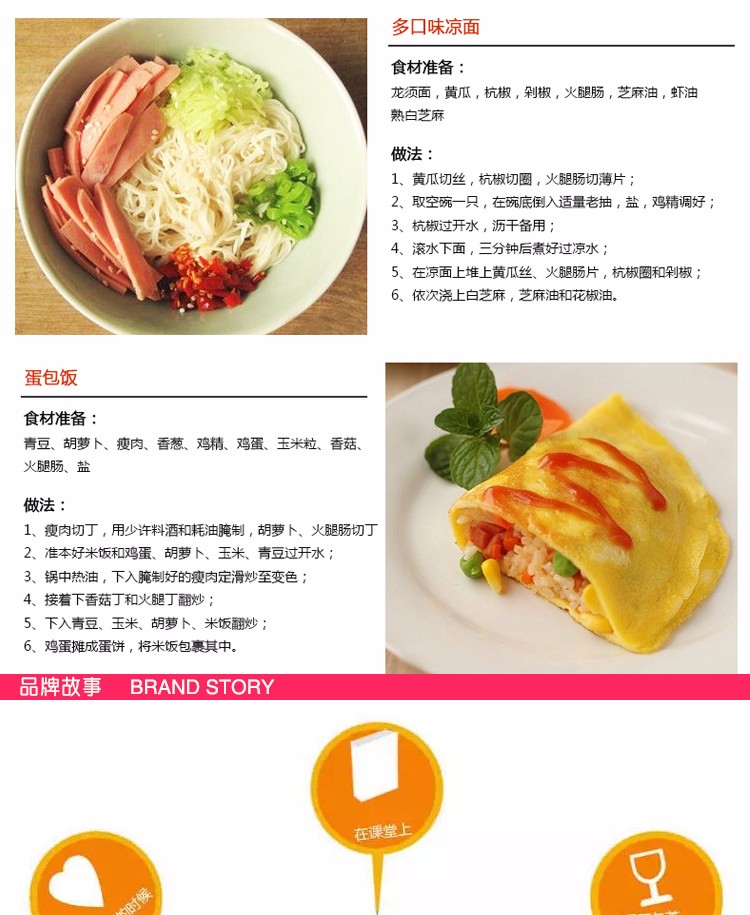 多口味凉面
食材准备：
龙须面，黄瓜，杭椒，剁椒，火腿肠，芝麻油，虾油
熟白芝麻
做法：
1、黄瓜切丝，杭椒切圈，火腿肠切薄片；
2、取空碗一只，在碗底倒入适量老抽，盐，鸡精调好；
3、杭椒过开水，沥干备用；
4、滚水下面，三分钟后煮好过凉水；
5、在凉面上堆上黄瓜丝、火腿肠片，杭椒圈和剁椒；
6、依次浇上白芝麻，芝麻油和花椒油。
蛋包饭
食材准备：
青豆、胡萝卜、瘦肉、香葱、鸡精、鸡蛋、玉米粒、香菇、
火腿肠、盐
做法：
1、瘦肉切丁，用少许料酒和耗油腌制，胡萝卜、火腿肠切丁
2、准本好米饭和鸡蛋、胡萝卜、玉米、青豆过开水；
3、锅中热油，下入腌制好的瘦肉定滑炒至变色；
4、接着下香菇丁和火腿丁翻炒；
5、下入青豆、玉米、胡萝卜、米饭翻炒；
6、鸡蛋摊成蛋饼，将米饭包裹其中。
品牌故事 BRAND STORY
在课堂上
的时候